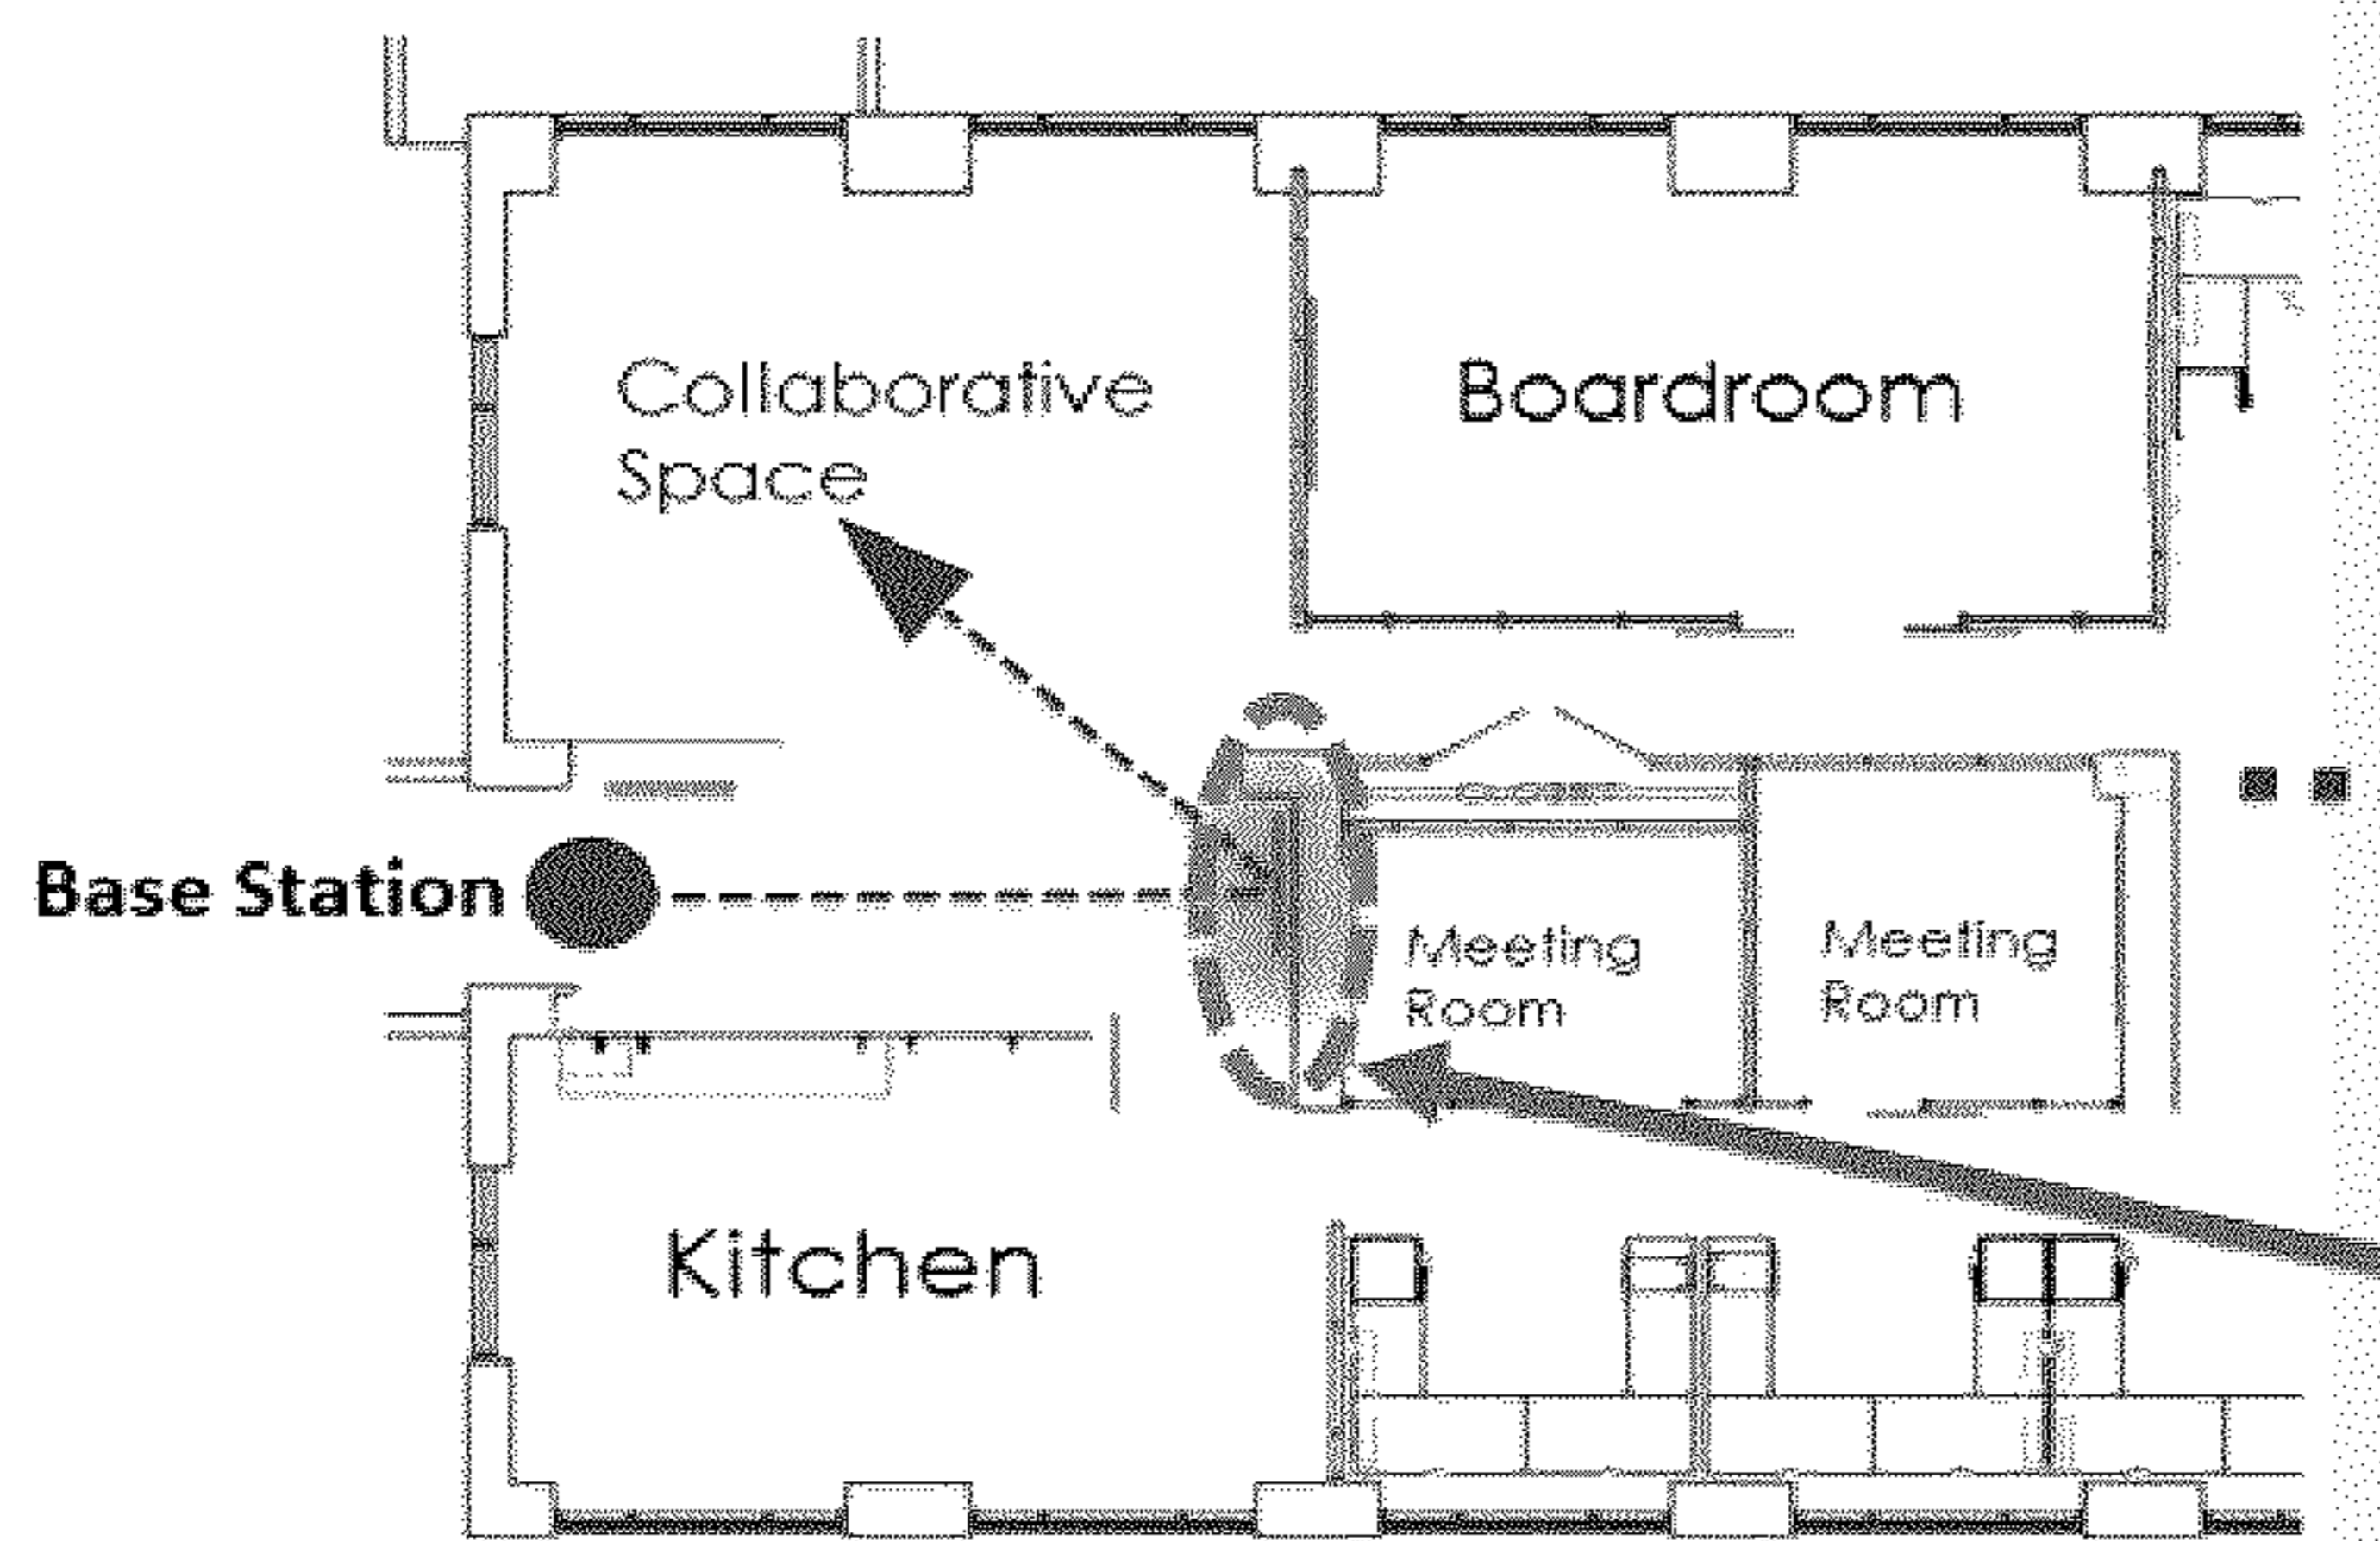 Collaborative
Space
Boardroom
Base Station
Meeting
Room
Meeting
Room
Kitchen